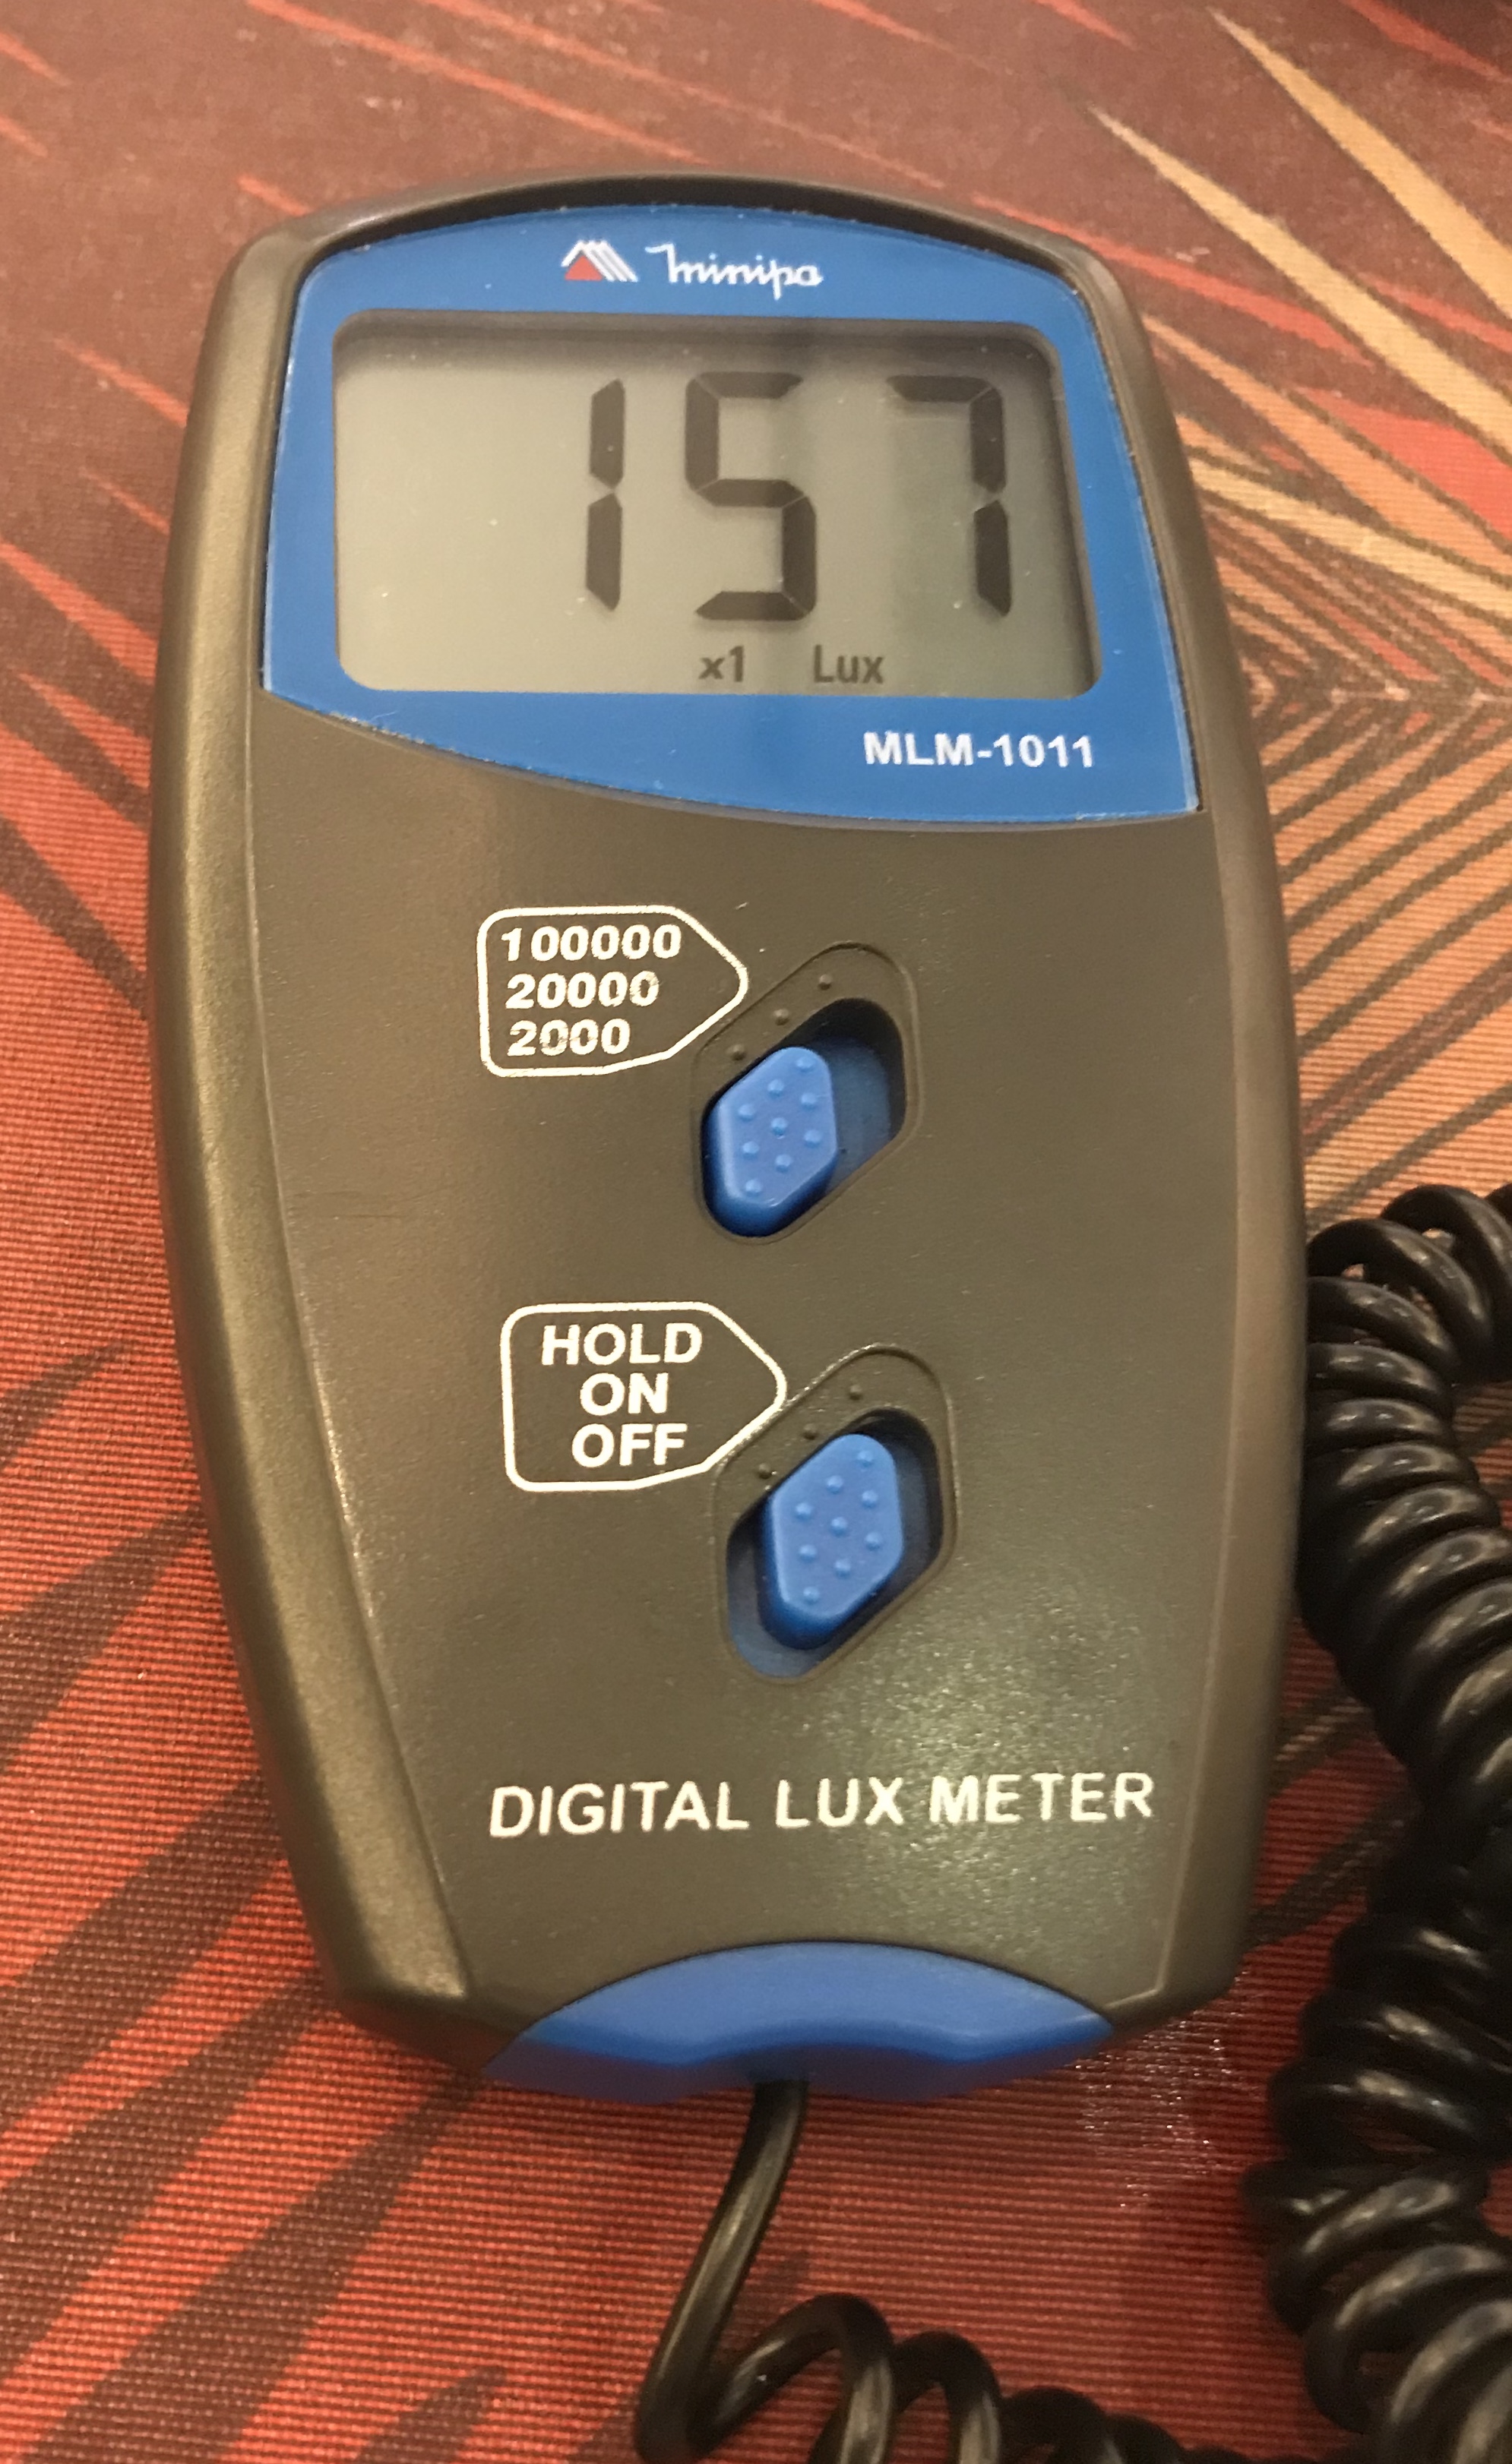 minipa
157
x1 Lux
MLM-1011
100000
20000
2000
HOLD
ON
OFF
DIGITAL LUX METER